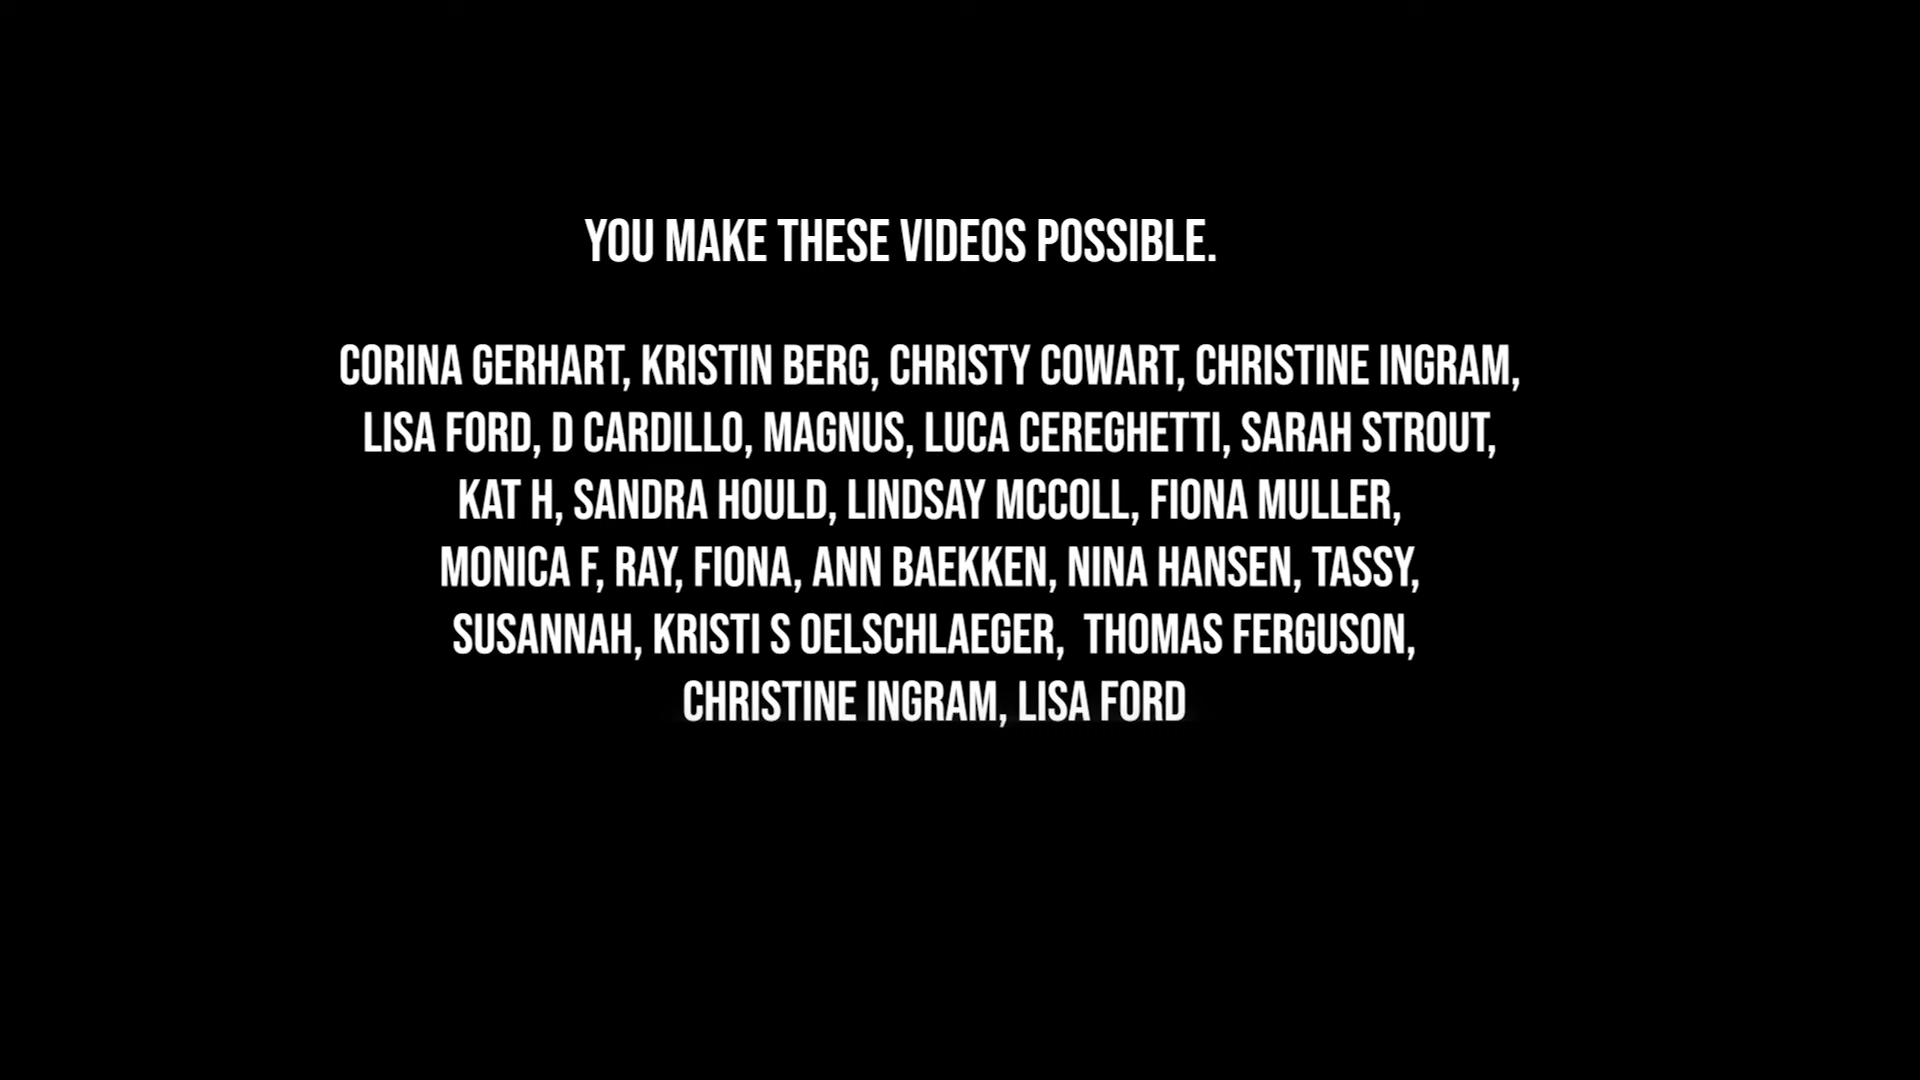 YOU MAKE THESE VIDEOS POSSIBLE.
CORINA GERHART, KRISTIN BERG, CHRISTY COWART, CHRISTINE INGRAM,
LISA FORD, D CARDILLO, MAGNUS, LUCA CEREGHETTI, SARAH STROUT,
KAT H, SANDRA HOULD, LINDSAY MCCOLL, FIONA MULLER,
MONICA F, RAY, FIONA, ANN BAEKKEN, NINA HANSEN, TASSY,
SUSANNAH, KRISTI S OELSCHLAEGER,  THOMAS FERGUSON,
CHRISTINE INGRAM, LISA FORD